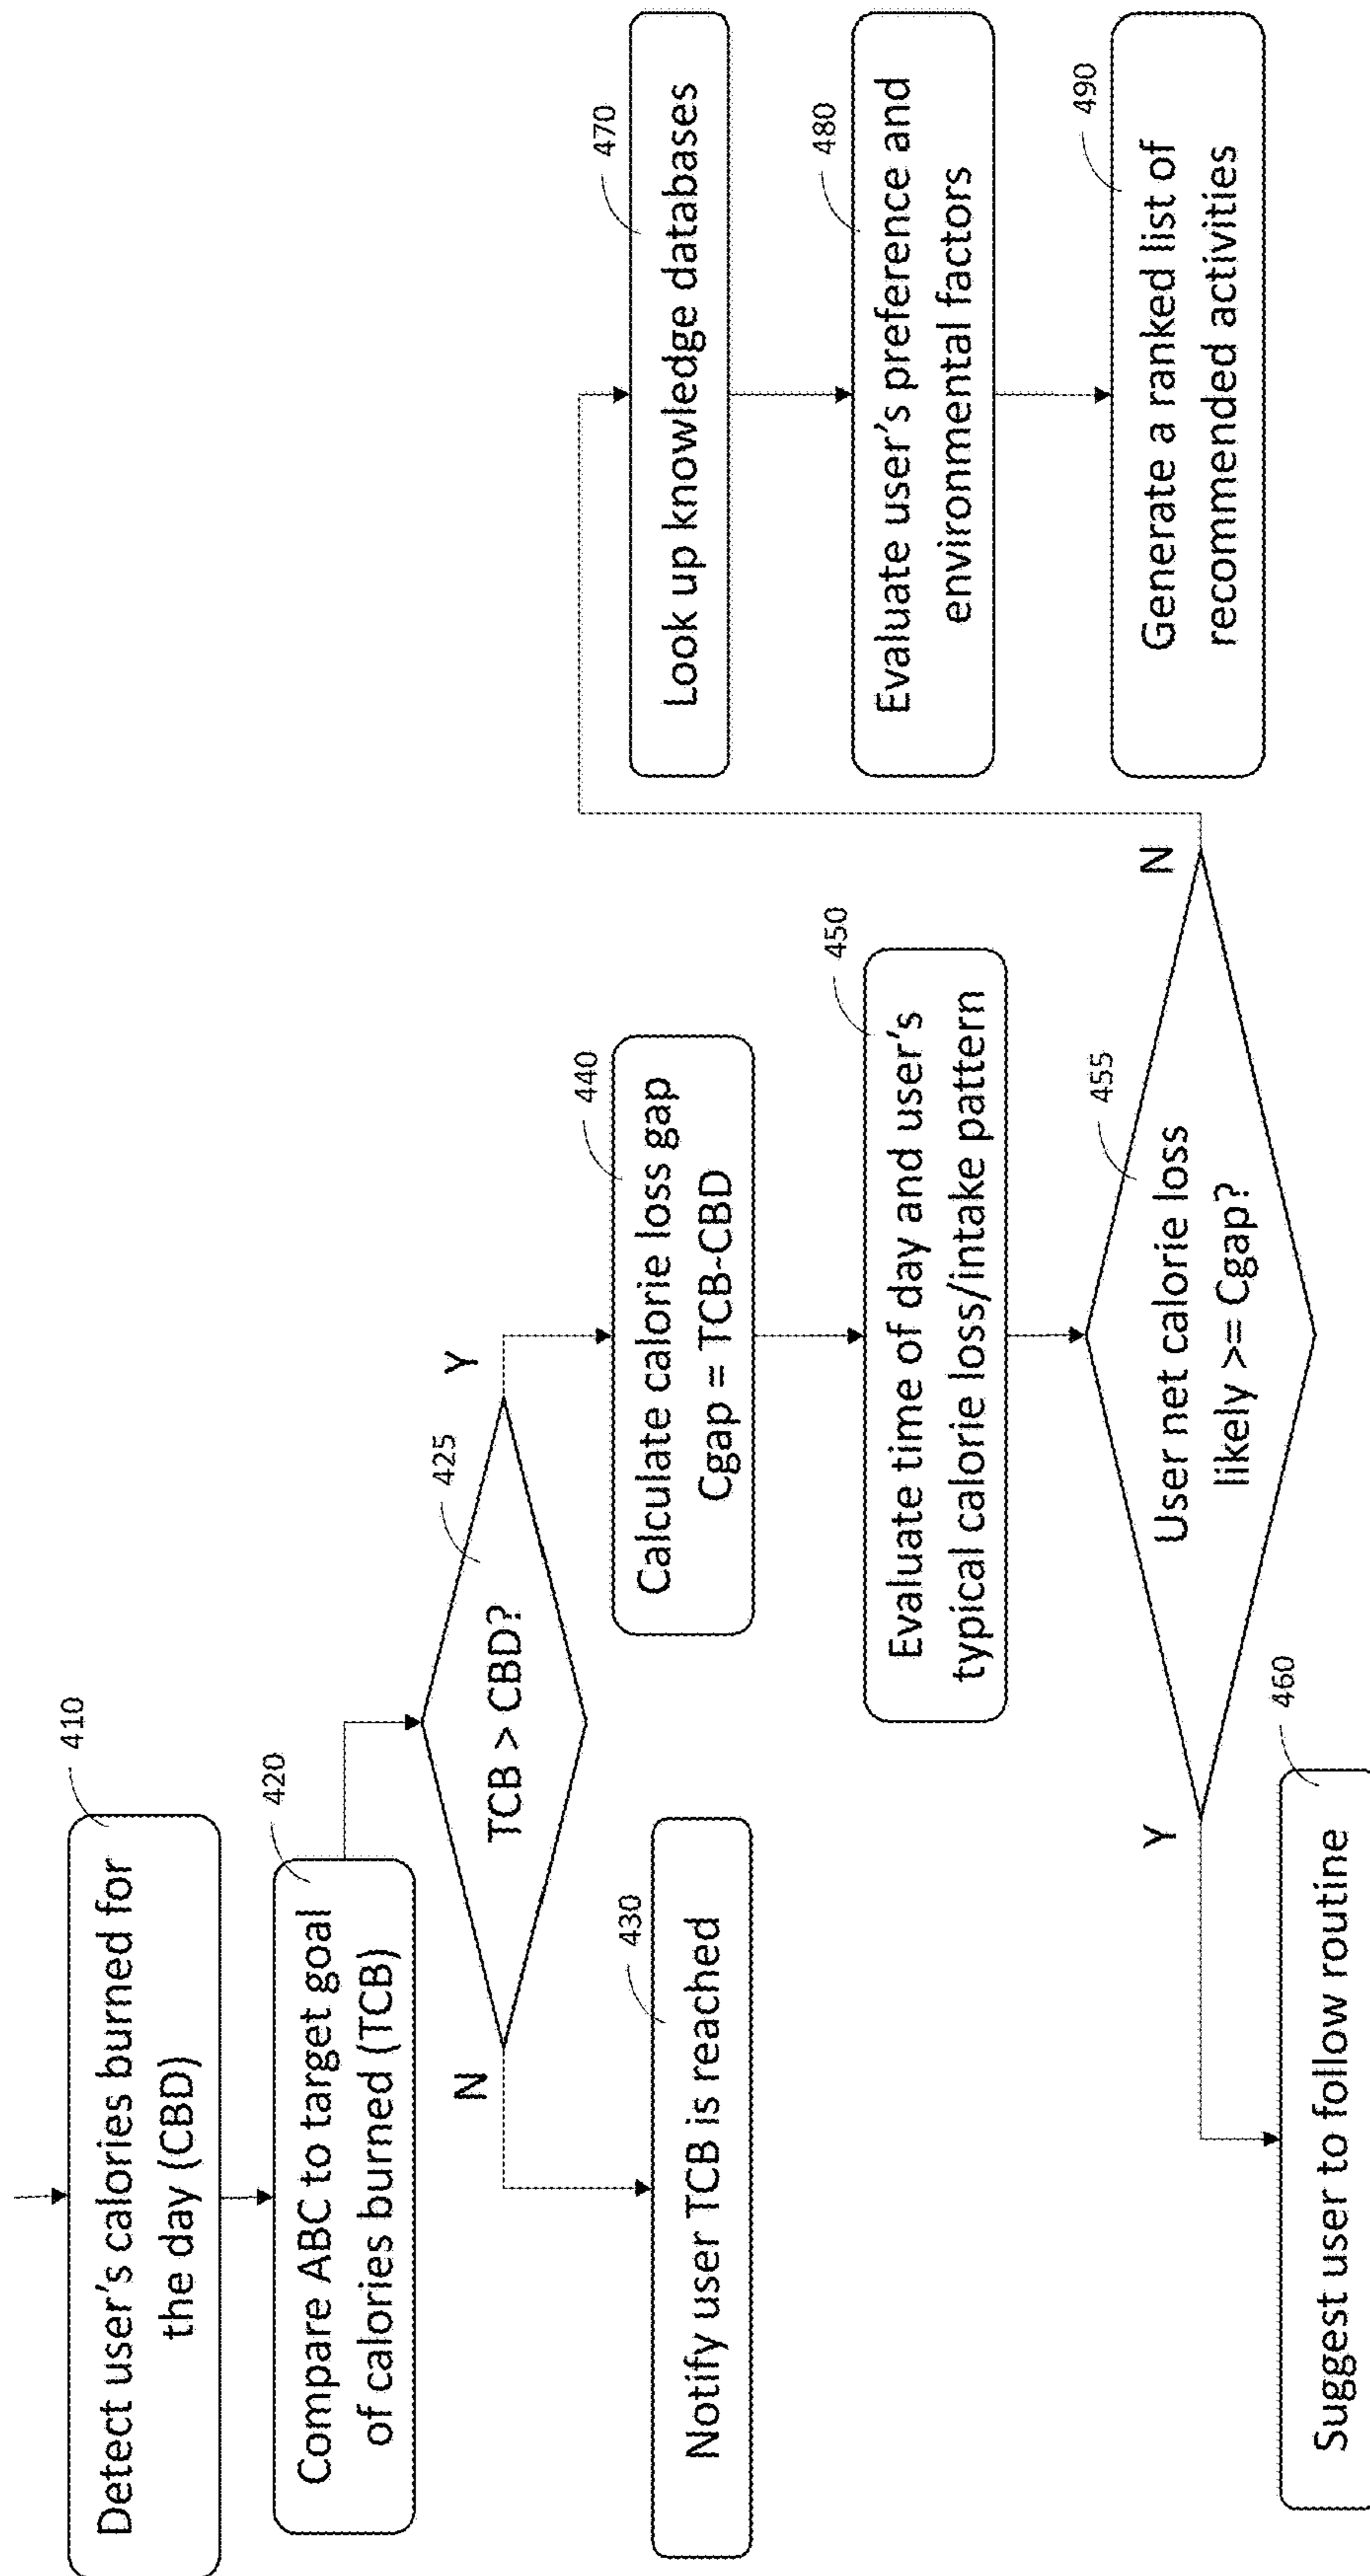 410
Detect user's calories burned for
the day (CBD)
420
Compare ABC to target goal
of calories burned (TCB)
425
TCB > CBD?
N
Y
430
Notify user TCB is reached
440
Calculate calorie loss gap
Cgap = TCB-CBD
450
Evaluate time of day and user's
typical calorie loss/intake pattern
455
User net calorie loss
likely >= Cgap?
Y
N
460
Suggest user to follow routine
470
Look up knowledge databases
480
Evaluate user's preference and
environmental factors
490
Generate a ranked list of
recommended activities